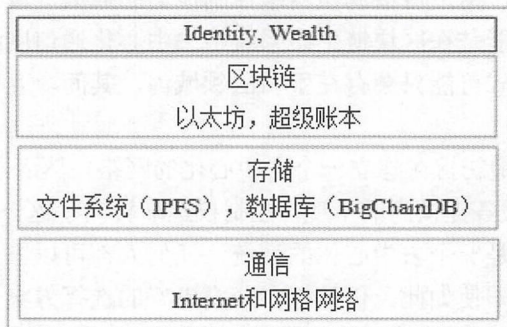 Identity, Wealth
区块链
以太坊，超级账本
存储
文件系统（IPFS），数据库（BigChainDB）
通信
Internet和网格网络